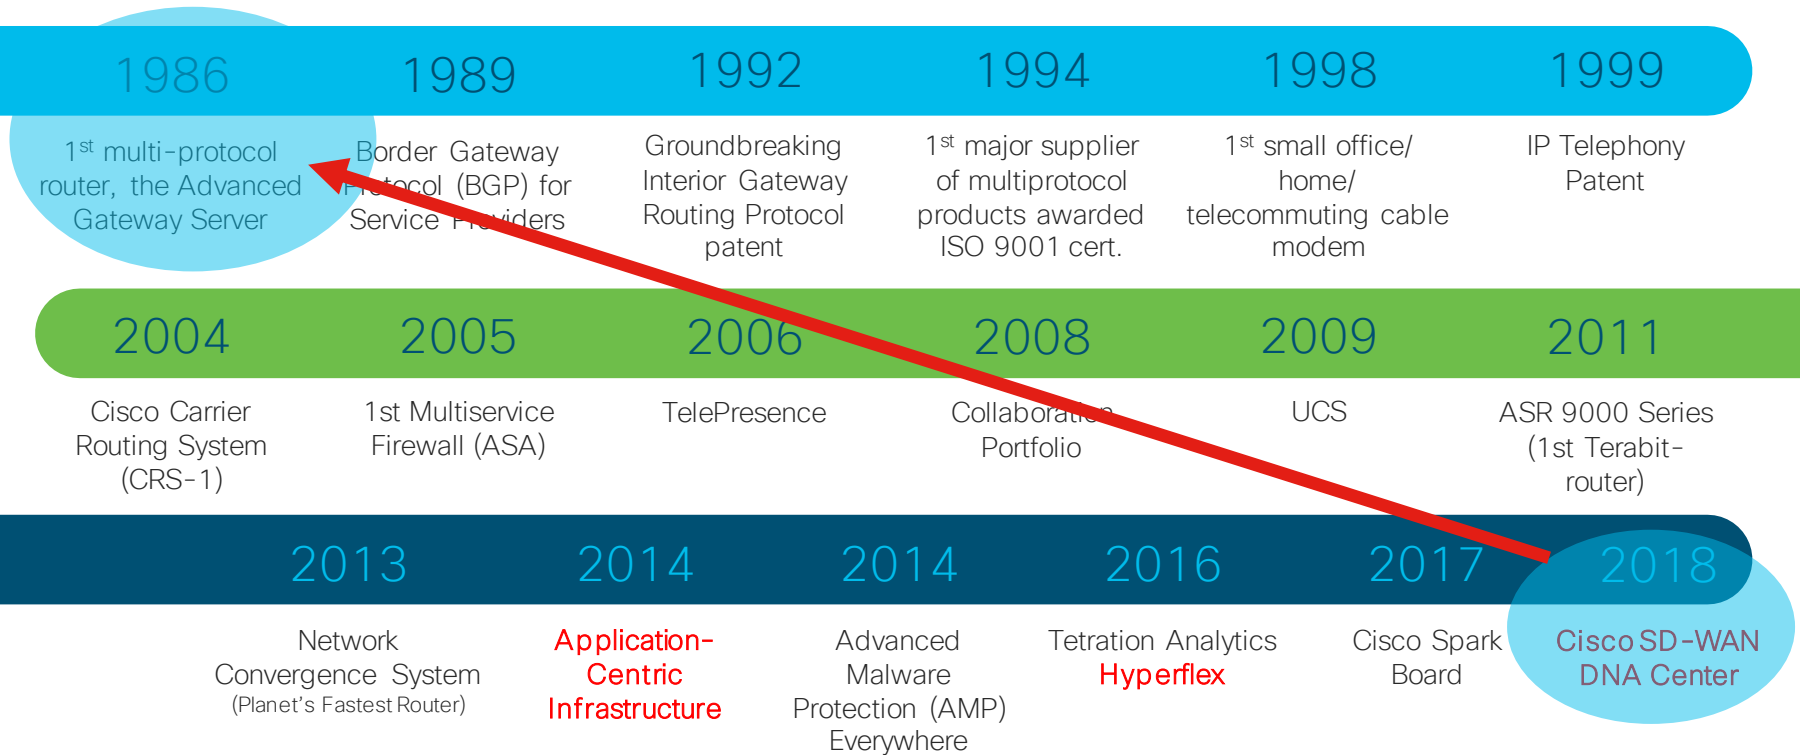 1986 1989 1992 1994 1998 1999
1st multi-protocol
router, the Advanced
Gateway Server
Border Gateway
Protocol (BGP) for
Service Providers
Groundbreaking
Interior Gateway
Routing Protocol
patent
1st major supplier
of multiprotocol
products awarded
ISO 9001 cert.
1st small office/
home/
telecommuting cable
modem
IP Telephony
Patent
2004 2005 2006 2008 2009 2011
Cisco Carrier
Routing System
(CRS-1)
1st Multiservice
Firewall (ASA)
TelePresence
Collaboration
Portfolio
UCS
ASR 9000 Series
(1st Terabit-
router)
2013 2014 2014 2016 2017 2018
Network
Convergence System
(Planet's Fastest Router)
Application-
Centric
Infrastructure
Advanced
Malware
Protection (AMP)
Everywhere
Tetration Analytics
Hyperflex
Cisco Spark
Board
Cisco SD-WAN
DNA Center